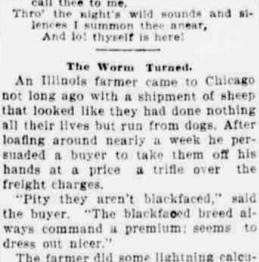 call thee to me,
Thro' the night's wild sounds and si-
lences I summon thee anear,
And lo! thyself is here!
The Worm Turned.
An Illinois farmer came to Chicago
not long ago with a shipment of sheep
that looked like they had done nothing
all their lives but run from dogs. After
loafing around nearly a week he per-
suaded a buyer to take them off his
hands at a price a trifle over the
freight charges.
"Pity they aren't blackfaced," said
the buyer. "The blackfaced breed al-
ways command a premium; seems to
dress out nicer."
The farmer did some lightning calcu-